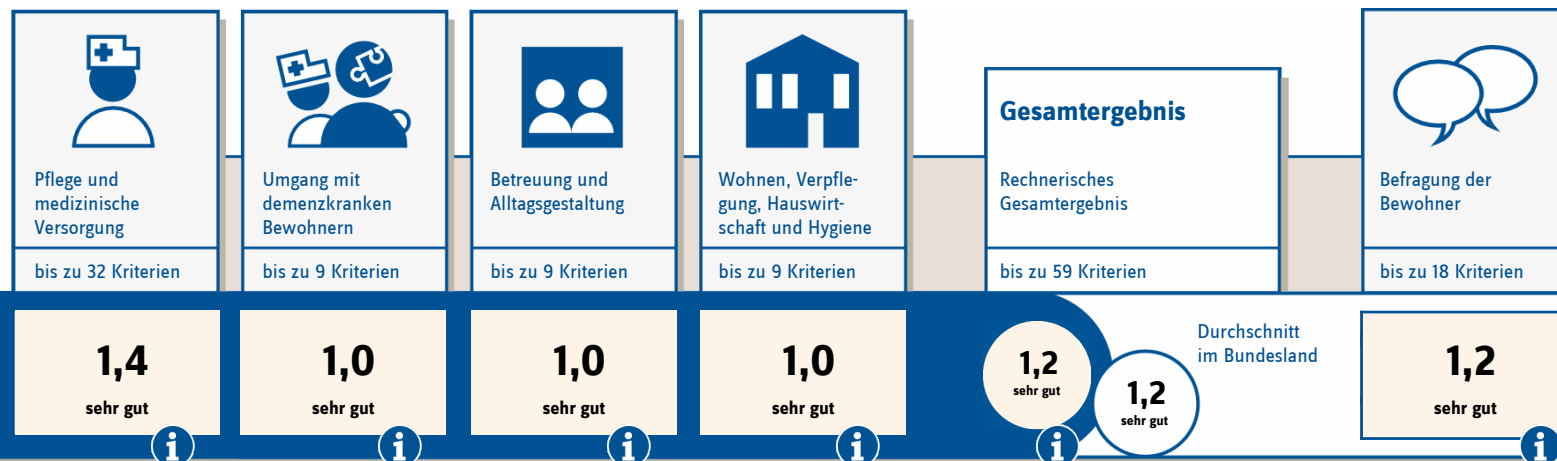 Pflege und
medizinische
Versorgung
bis zu 32 Kriterien
1,4
sehr gut
i
Umgang mit
demenzkranken
Bewohnern
bis zu 9 Kriterien
1,0
sehr gut
i
Betreuung und
Alltagsgestaltung
bis zu 9 Kriterien
1,0
sehr gut
i
Wohnen, Verpfle-
gung, Hauswirt-
schaft und Hygiene
bis zu 9 Kriterien
1,0
sehr gut
i
Gesamtergebnis
Rechnerisches
Gesamtergebnis
bis zu 59 Kriterien
1,2
sehr gut
i
Durchschnitt
im Bundesland
1,2
sehr gut
Befragung der
Bewohner
bis zu 18 Kriterien
1,2
sehr gut
i